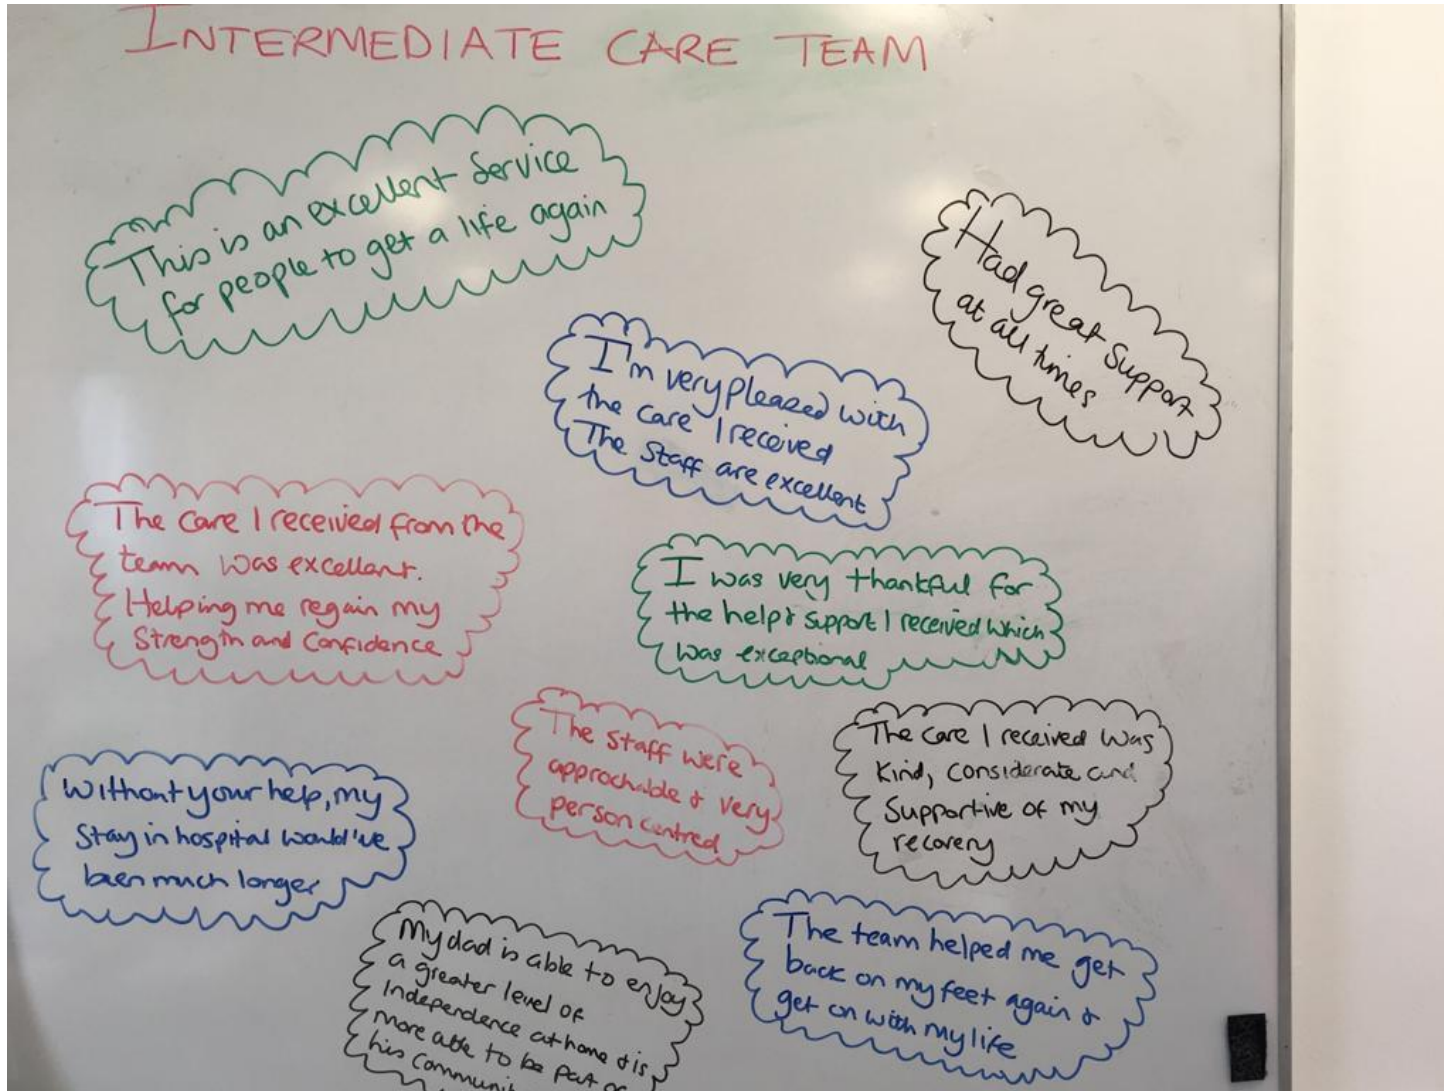 INTERMEDIATE CARE TEAM
This is an excellent Service
for people to get a life again
Had great Support
at all times
I'm very pleased with
the care I received
The Staff are excellent
The care I received from the
team was excellant.
Helping me regain my
Strength and Confidence
I was very thankful for
the help & support I received which
was exceptional
The Staff were
approchable & very
person centred
The care I received was
Kind, Considerate and
Supportive of my
recovery
Without your help, my
Stay in hospital would've
been much longer
My dad is able to enjoy
a greater level of
Independence at home & is
more able to be part of
his
The team helped me get
back on my feet again &
get on with my life